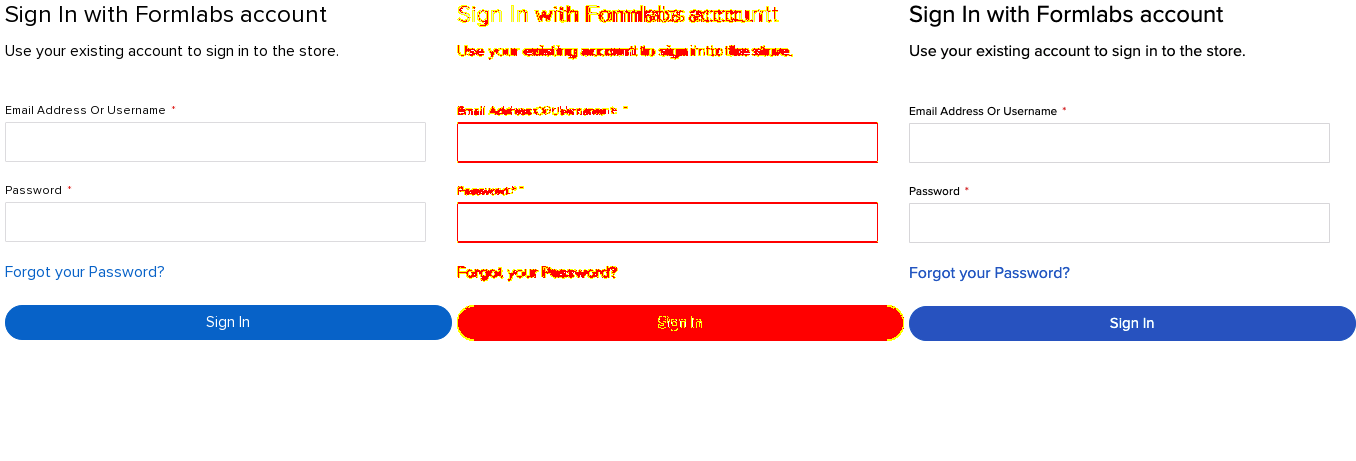 Sign In with Formlabs account
Use your existing account to sign in to the store.
Email Address Or Username *
Password *
Forgot your Password?
Sign In
Sign In with Formlabs account
Use your existing account to sign in to the store.
Email Address Or Username *
Password *
Forgot your Password?
Sign In
Sign In with Formlabs account
Use your existing account to sign in to the store.
Email Address Or Username *
Password *
Forgot your Password?
Sign In